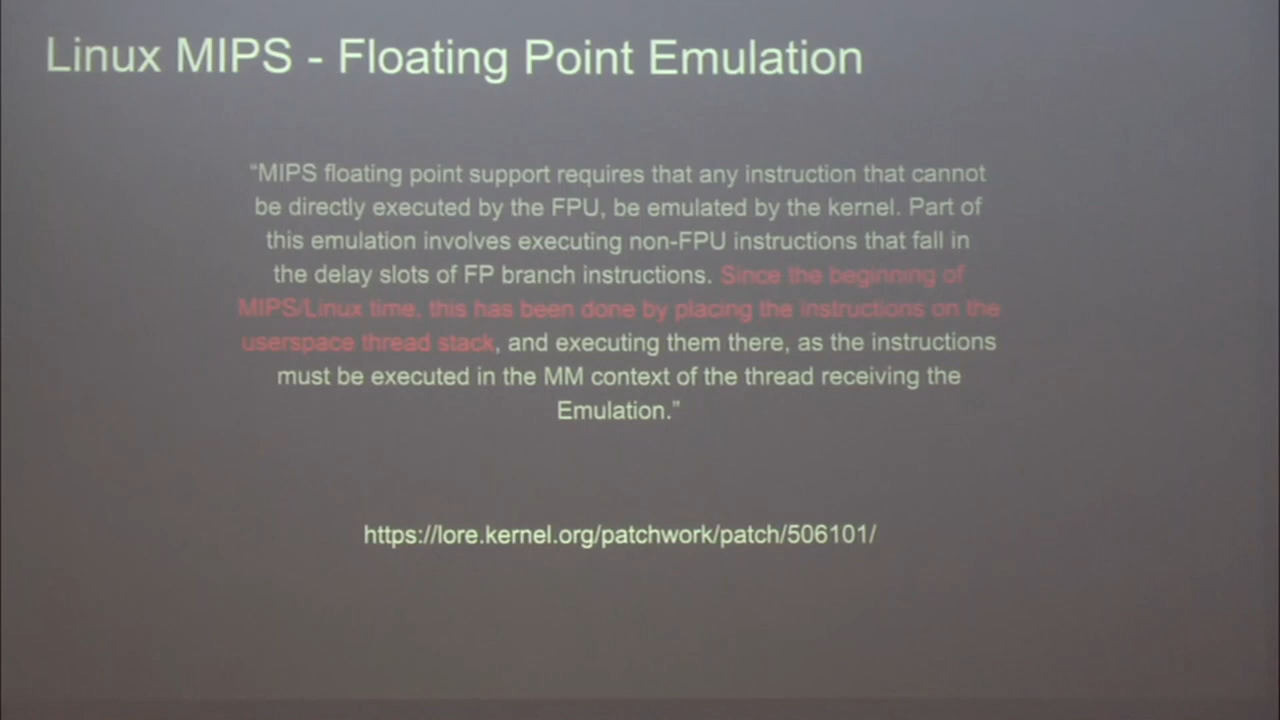 Linux MIPS - Floating Point Emulation
“MIPS floating point support requires that any instruction that cannot
be directly executed by the FPU, be emulated by the kernel. Part of
this emulation involves executing non-FPU instructions that fall in
the delay slots of FP branch instructions. Since the beginning of
MIPS/Linux time, this has been done by placing the instructions on the
userspace thread stack, and executing them there, as the instructions
must be executed in the MM context of the thread receiving the
Emulation.”
https://lore.kernel.org/patchwork/patch/506101/